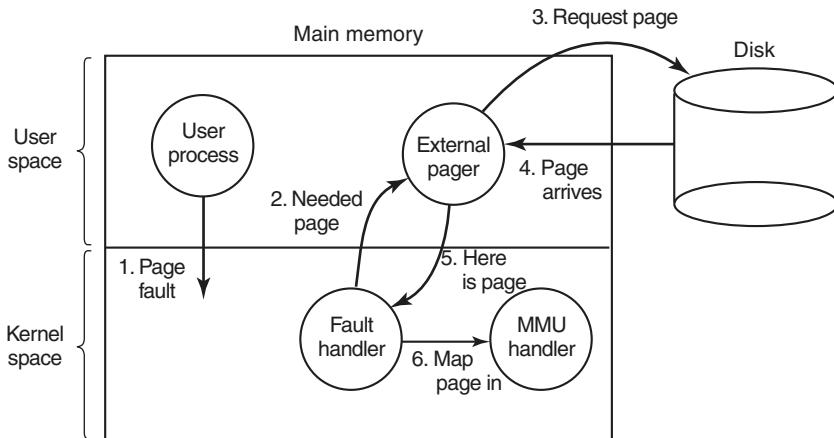 3. Request page
Main memory
Disk
User
space
User
process
External
pager
4. Page
arrives
2. Needed
page
1. Page
fault
5. Here
is page
Kernel
space
Fault
handler
6. Map
page in
MMU
handler